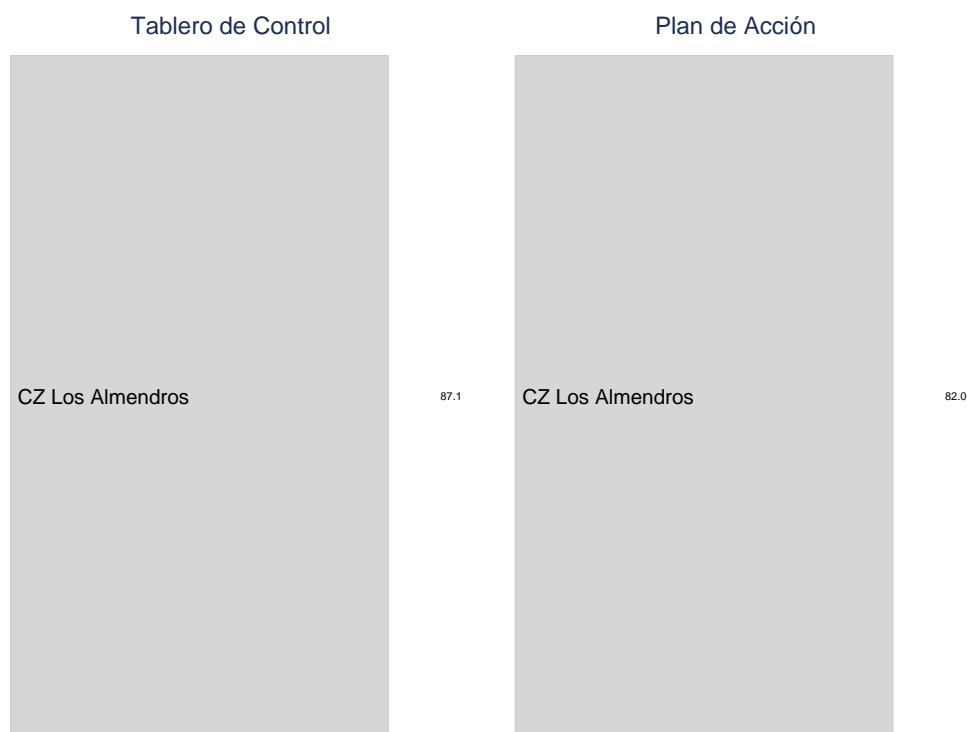 Tablero de Control
CZ Los Almendros 87.1
Plan de Acción
CZ Los Almendros 82.0